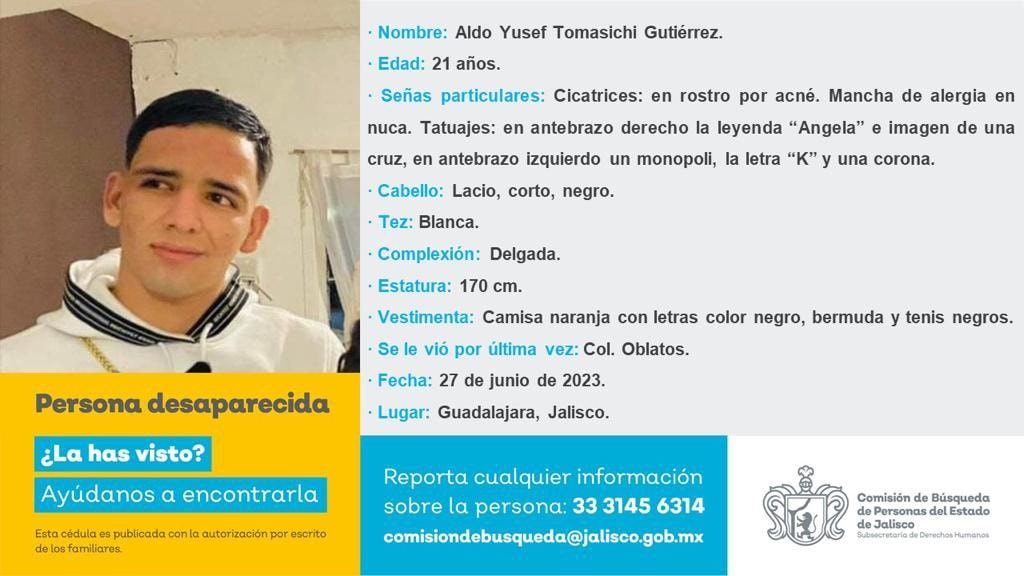 · Nombre: Aldo Yusef Tomasichi Gutiérrez.
· Edad: 21 años.
· Señas particulares: Cicatrices: en rostro por acné. Mancha de alergia en
nuca. Tatuajes: en antebrazo derecho la leyenda “Angela” e imagen de una
cruz, en antebrazo izquierdo un monopoli, la letra “K” y una corona.
· Cabello: Lacio, corto, negro.
· Tez: Blanca.
· Complexión: Delgada.
· Estatura: 170 cm.
· Vestimenta: Camisa naranja con letras color negro, bermuda y tenis negros.
· Se le vió por última vez: Col. Oblatos.
· Fecha: 27 de junio de 2023.
· Lugar: Guadalajara, Jalisco.
Persona desaparecida
¿La has visto?
Ayúdanos a encontrarla
Esta cédula es publicada con la autorización por escrito
de los familiares.
Reporta cualquier información
sobre la persona: 33 3145 6314
comisiondebusqueda@jalisco.gob.mx
Comisión de Búsqueda
de Personas del Estado
de Jalisco
Subsecretaría de Derechos Humanos